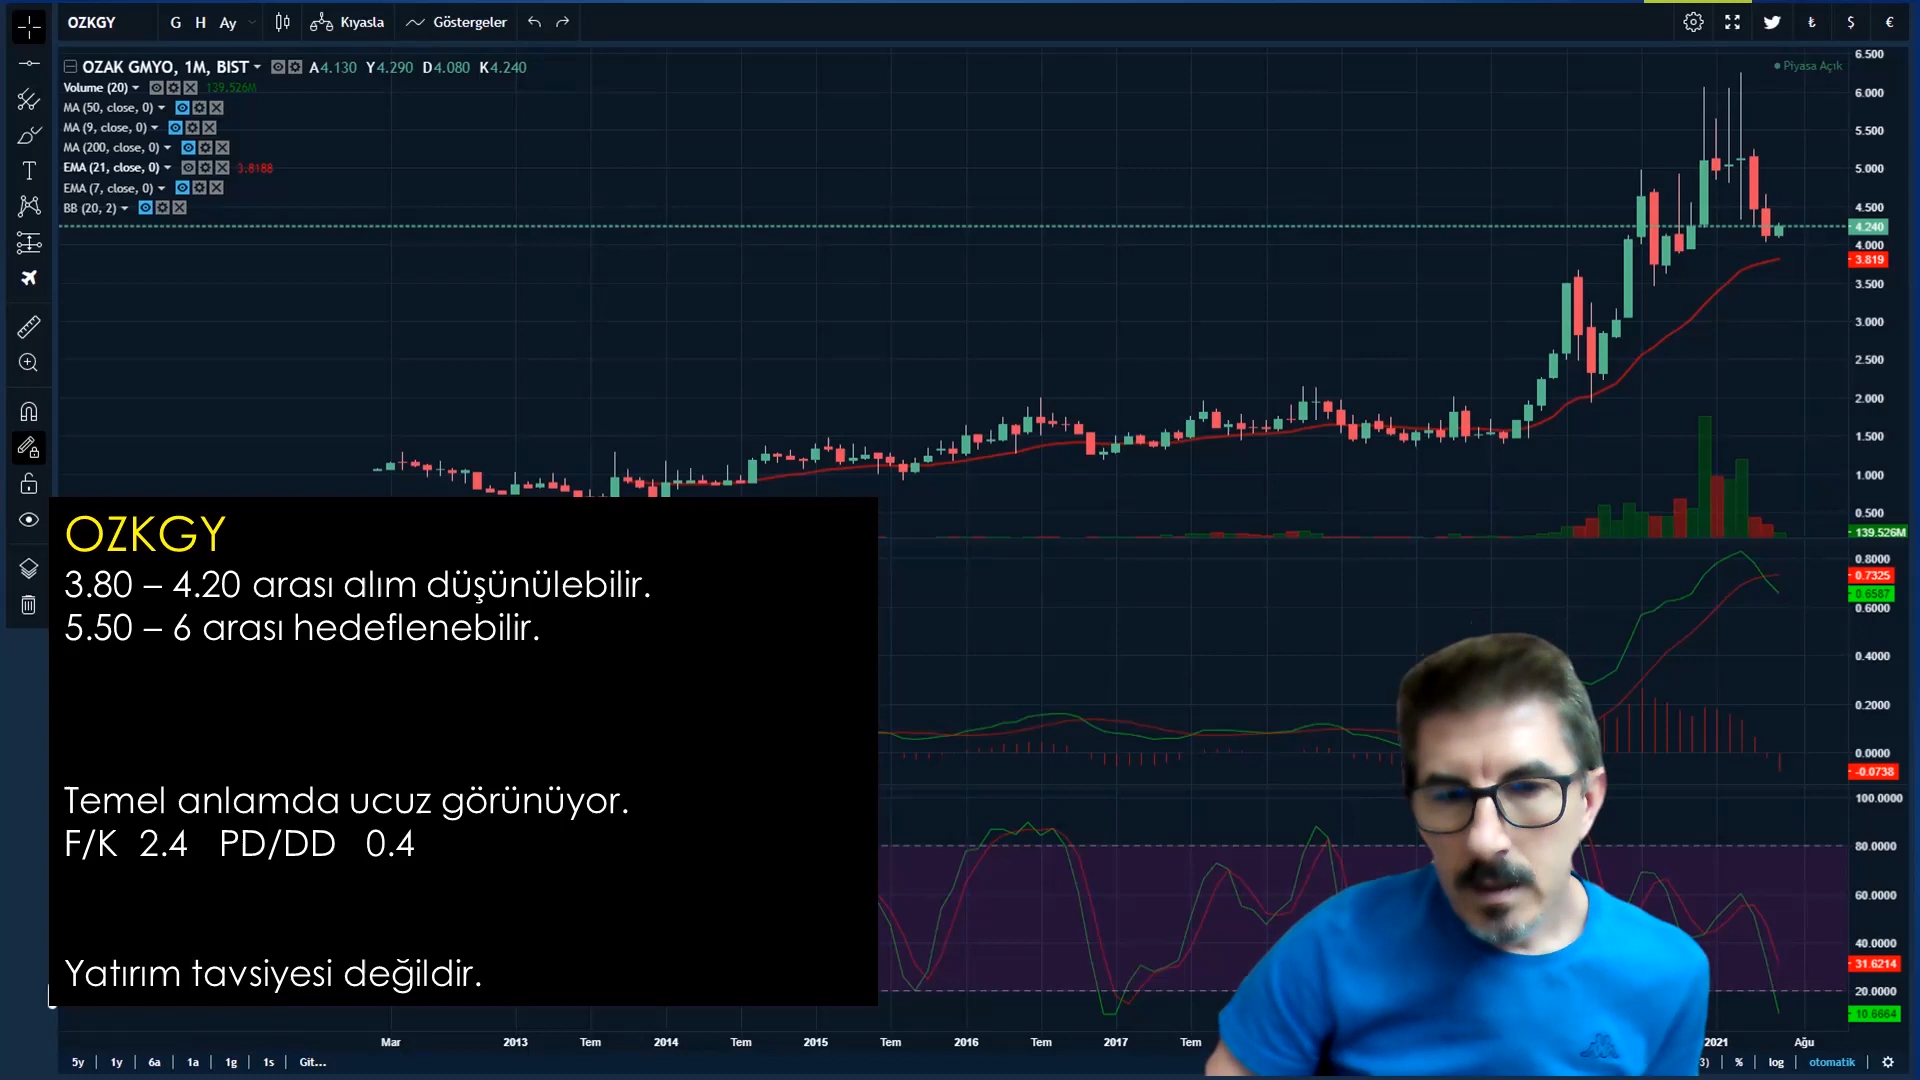 OZKGY G H Ay Kıyasla Göstergeler ₺ $ €
OZAK GMYO, 1M, BIST A4.130 Y4.290 D4.080 K4.240
Piyasa Açık
Volume (20) 139.526M
MA (50, close, 0)
MA (9, close, 0)
MA (200, close, 0)
EMA (21, close, 0) 3.8188
EMA (7, close, 0)
BB (20, 2)
6.500
6.000
5.500
5.000
4.500
4.240
4.000
3.819
3.500
3.000
2.500
2.000
1.500
1.000
0.500
139.526M
0.8000
0.7325
0.6587
0.6000
0.4000
0.2000
0.0000
-0.0738
100.0000
80.0000
60.0000
40.0000
31.6214
20.0000
10.6664
OZKGY
3.80 – 4.20 arası alım düşünülebilir.
5.50 – 6 arası hedeflenebilir.
Temel anlamda ucuz görünüyor.
F/K 2.4 PD/DD 0.4
Yatırım tavsiyesi değildir.
Mar 2013 Tem 2014 Tem 2015 Tem 2016 Tem 2017 Tem 2021 Ağu
5y 1y 6a 1a 1g 1s Git... 3) % log otomatik